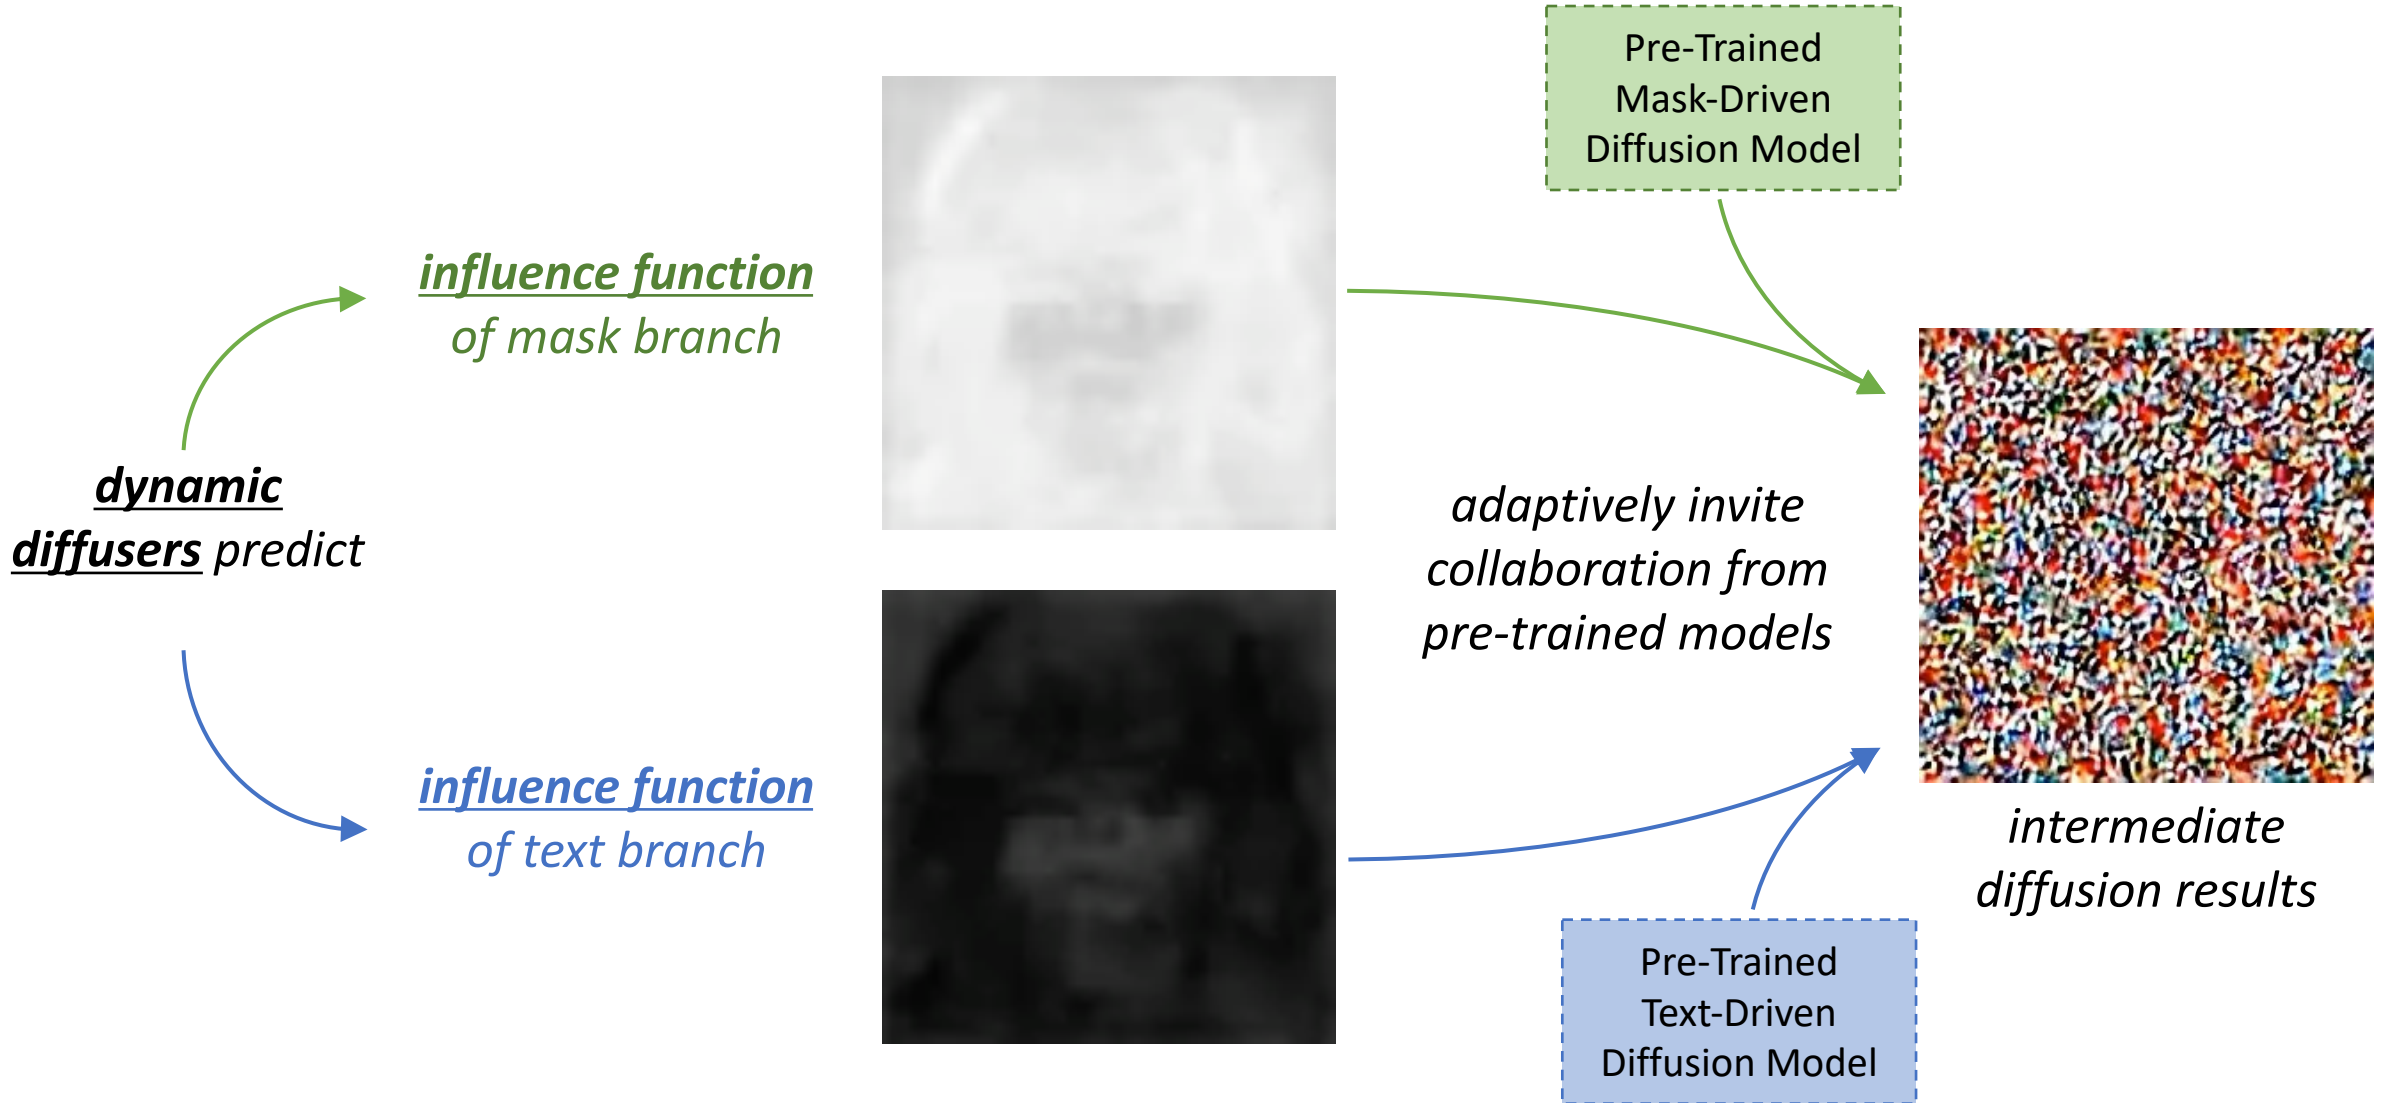 dynamic
diffusers predict
influence function
of mask branch
influence function
of text branch
Pre-Trained
Mask-Driven
Diffusion Model
adaptively invite
collaboration from
pre-trained models
Pre-Trained
Text-Driven
Diffusion Model
intermediate
diffusion results